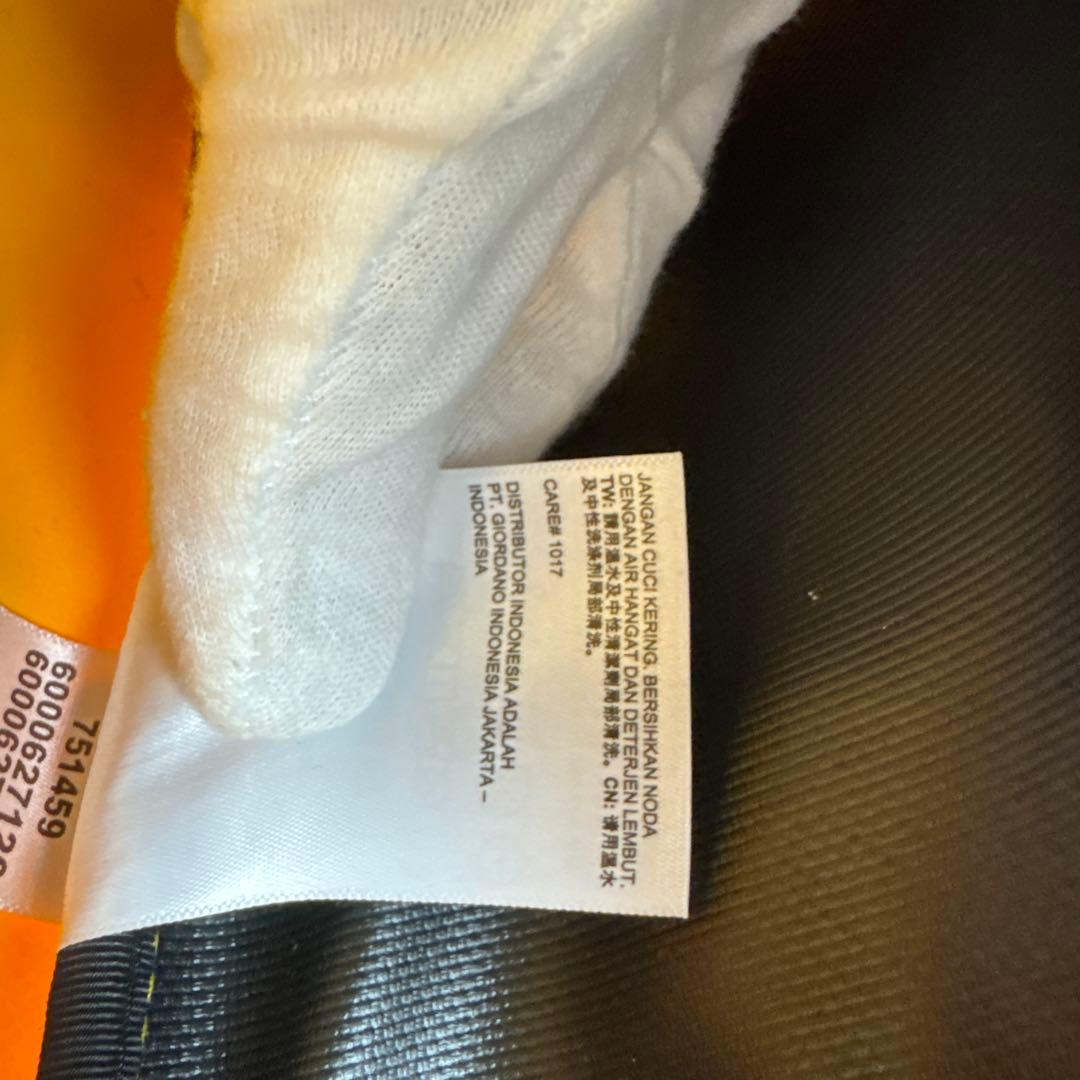 JANGAN CUCI KERING. BERSIHKAN NODA
DENGAN AIR HANGAT DAN DETERJEN LEMBUT.
TW: 請用溫水及中性清潔劑局部清洗。CN: 请用温水
及中性洗涤剂局部清洗。
CARE# 1017
DISTRIBUTOR INDONESIA ADALAH
PT. GIORDANO INDONESIA JAKARTA –
INDONESIA
751459